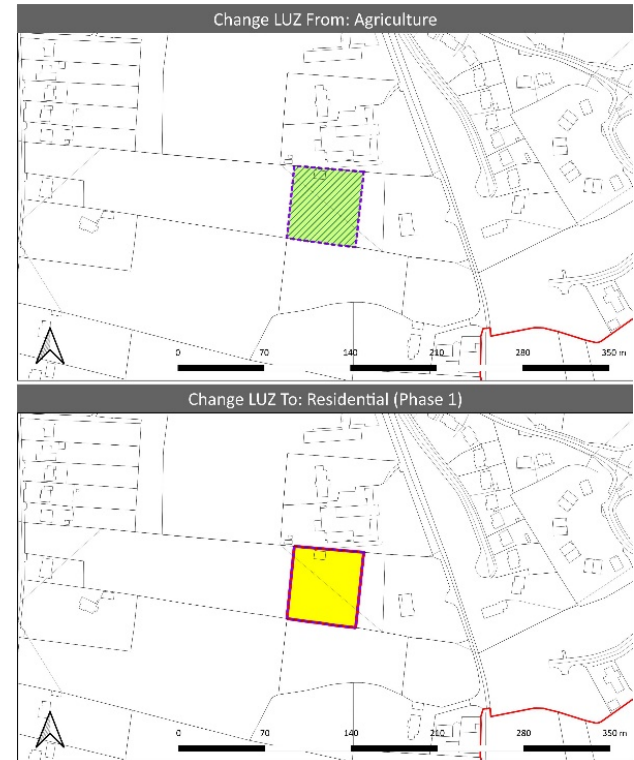 Change LUZ From: Agriculture
0 70 140 210 280 350 m
Change LUZ To: Residential (Phase 1)
0 70 140 210 280 350 m